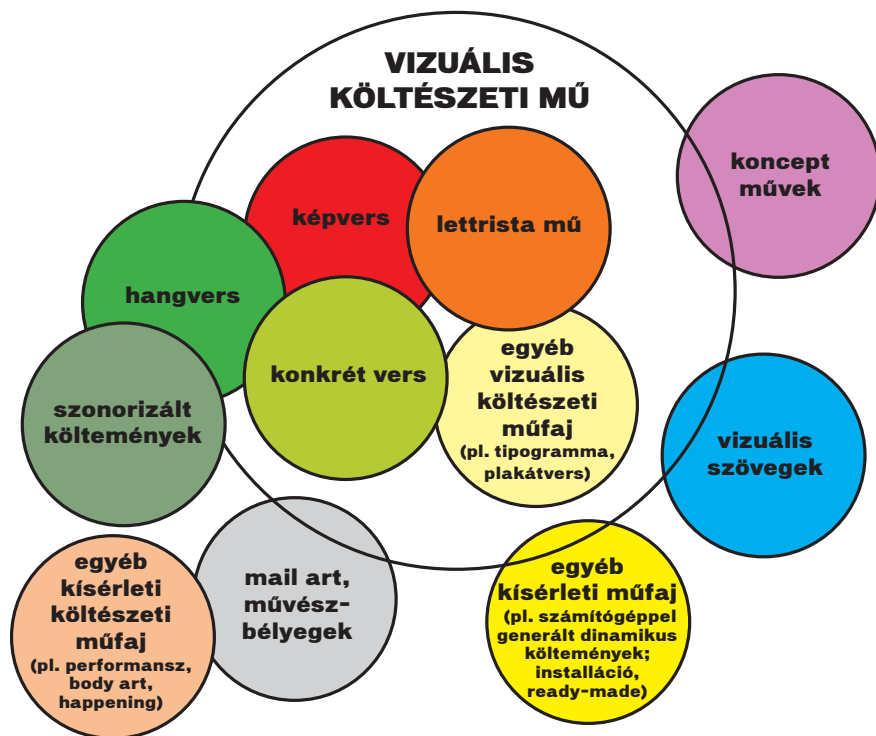 VIZUÁLIS
KÖLTÉSZETI MŰ
koncept
művek
képvers
lettrista mű
hangvers
konkrét vers
egyéb
vizuális
költészeti
műfaj
(pl. tipogramma,
plakátvers)
szonorizált
költemények
vizuális
szövegek
egyéb
kísérleti
költészeti
műfaj
(pl. performansz,
body art,
happening)
mail art,
művész-
bélyegek
egyéb
kísérleti műfaj
(pl. számítógéppel
generált dinamikus
költemények;
installáció,
ready-made)